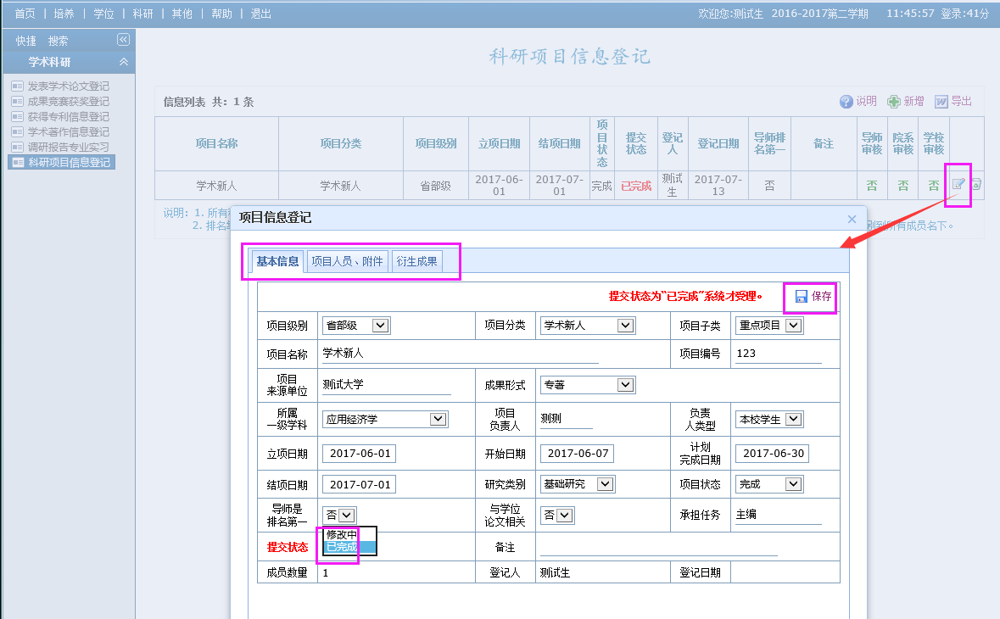 首页 | 培养 | 学位 | 科研 | 其他 | 帮助 | 退出
欢迎您:测试生 2016-2017第二学期 11:45:57 登录:41分
快捷 搜索
学术科研
发表学术论文登记
成果竞赛获奖登记
获得专利信息登记
学术著作信息登记
调研报告专业实习
科研项目信息登记
科研项目信息登记
信息列表 共: 1 条
说明 新增 导出
项目名称 项目分类 项目级别 立项日期 结项日期 项目状态 提交状态 登记人 登记日期 导师排名第一 备注 导师审核 院系审核 学校审核
学术新人 学术新人 省部级 2017-06-01 2017-07-01 完成 已完成 测试生 2017-07-13 否 否 否 否
说明: 1. 所有
2. 排名
到所有成员名下。
项目信息登记
基本信息 项目人员、附件 衍生成果
提交状态为“已完成”系统才受理。 保存
项目级别 省部级 项目分类 学术新人 项目子类 重点项目
项目名称 学术新人 项目编号 123
项目来源单位 测试大学 成果形式 专著
所属一级学科 应用经济学 项目负责人 测测 负责人类型 本校学生
立项日期 2017-06-01 开始日期 2017-06-07 计划完成日期 2017-06-30
结项日期 2017-07-01 研究类别 基础研究 项目状态 完成
导师是排名第一 否 与学位论文相关 否 承担任务 主编
修改中
提交状态 已完成 备注
成员数量 1 登记人 测试生 登记日期